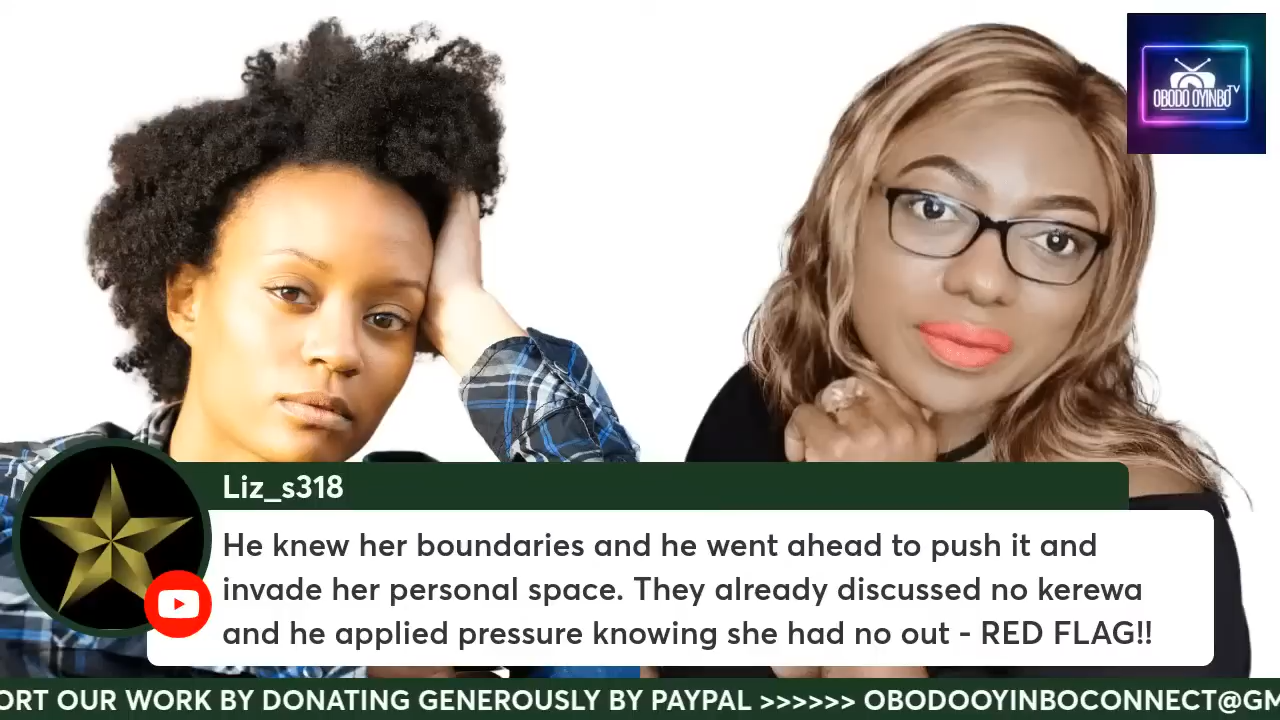 OBODO OYINBO TV
Liz_s318
He knew her boundaries and he went ahead to push it and
invade her personal space. They already discussed no kerewa
and he applied pressure knowing she had no out - RED FLAG!!
ORT OUR WORK BY DONATING GENEROUSLY BY PAYPAL >>>>>> OBODOOYINBOCONNECT@GM